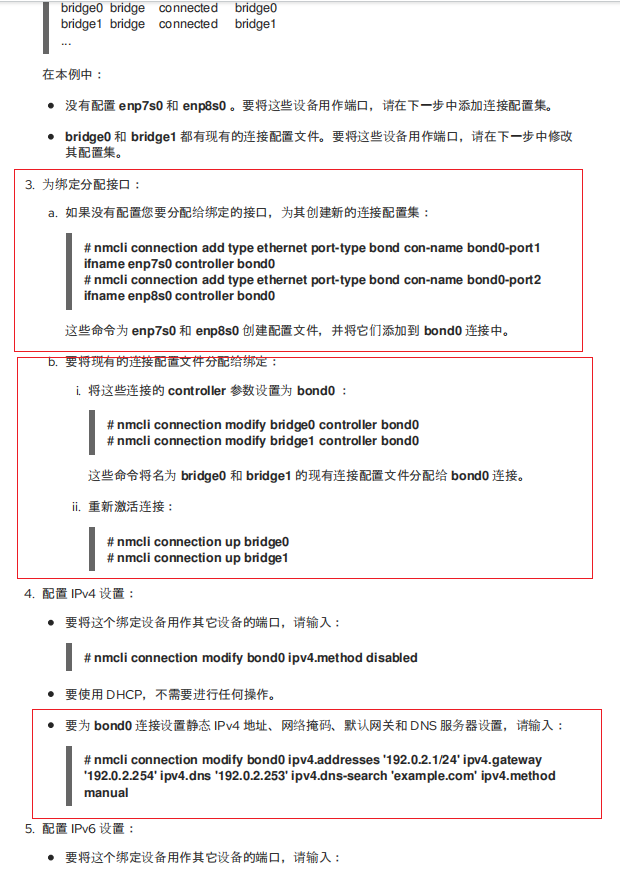 bridge0 bridge connected bridge0
bridge1 bridge connected bridge1
...
在本例中：
• 没有配置 enp7s0 和 enp8s0 。要将这些设备用作端口，请在下一步中添加连接配置集。
• bridge0 和 bridge1 都有现有的连接配置文件。要将这些设备用作端口，请在下一步中修改
其配置集。
3. 为绑定分配接口：
a. 如果没有配置您要分配给绑定的接口，为其创建新的连接配置集：
# nmcli connection add type ethernet port-type bond con-name bond0-port1
ifname enp7s0 controller bond0
# nmcli connection add type ethernet port-type bond con-name bond0-port2
ifname enp8s0 controller bond0
这些命令为 enp7s0 和 enp8s0 创建配置文件，并将它们添加到 bond0 连接中。
b. 要将现有的连接配置文件分配给绑定：
i. 将这些连接的 controller 参数设置为 bond0 ：
# nmcli connection modify bridge0 controller bond0
# nmcli connection modify bridge1 controller bond0
这些命令将名为 bridge0 和 bridge1 的现有连接配置文件分配给 bond0 连接。
ii. 重新激活连接：
# nmcli connection up bridge0
# nmcli connection up bridge1
4. 配置 IPv4 设置：
• 要将这个绑定设备用作其它设备的端口，请输入：
# nmcli connection modify bond0 ipv4.method disabled
• 要使用 DHCP，不需要进行任何操作。
• 要为 bond0 连接设置静态 IPv4 地址、网络掩码、默认网关和 DNS 服务器设置，请输入：
# nmcli connection modify bond0 ipv4.addresses '192.0.2.1/24' ipv4.gateway
'192.0.2.254' ipv4.dns '192.0.2.253' ipv4.dns-search 'example.com' ipv4.method
manual
5. 配置 IPv6 设置：
• 要将这个绑定设备用作其它设备的端口，请输入：